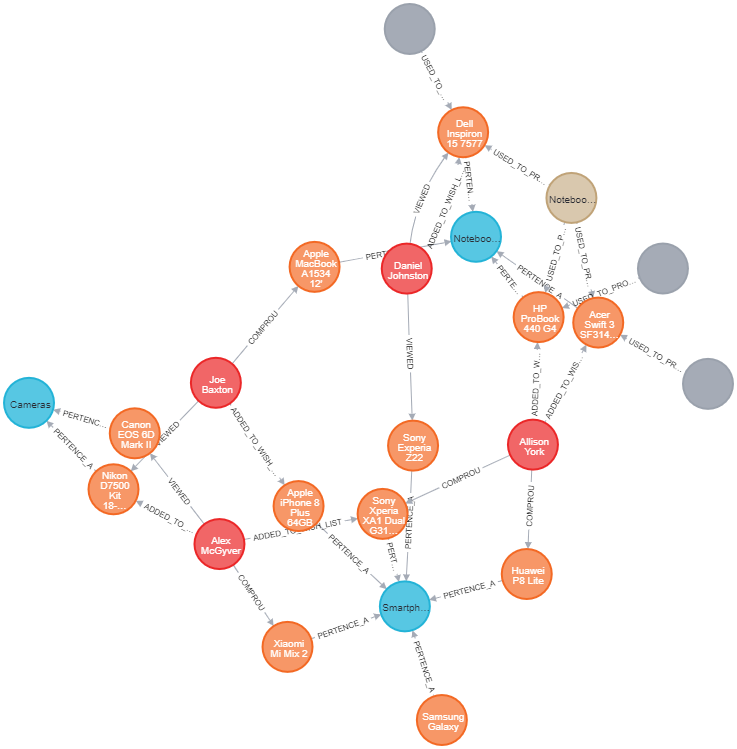 USED_TO_...
Dell
Inspiron
15 7577
USED_TO_PR...
VIEWED
ADDED_TO_WISH_L...
PERTEN...
Noteboo...
Noteboo...
Apple
MacBook
A1534
12'
PERT
Daniel
Johnston
PERTENCE_A
USED_TO_P...
USED_TO_PR...
USED_TO_PRO...
PERTE...
HP
ProBook
440 G4
Acer
Swift 3
SF314...
COMPROU
VIEWED
USED_TO_PR...
Joe
Baxton
ADDED_TO_W...
ADDED_TO_WIS...
Cameras
PERTENC...
Canon
EOS 6D
Mark II
VIEWED
ADDED_TO_WISH_...
Sony
Experia
Z22
Allison
York
PERTENCE_A
Nikon
D7500
Kit
18-...
VIEWED
COMPROU
Apple
iPhone 8
Plus
64GB
Sony
Xperia
XA1 Dual
G31...
PERTENCE_A
COMPROU
ADDED_TO_...
Alex
McGyver
ADDED_TO_WISH_LIST
PERTENCE_A
PERT...
Huawei
P8 Lite
COMPROU
PERTENCE_A
Smartph...
PERTENCE_A
Xiaomi
Mi Mix 2
PERTENCE_A
Samsung
Galaxy